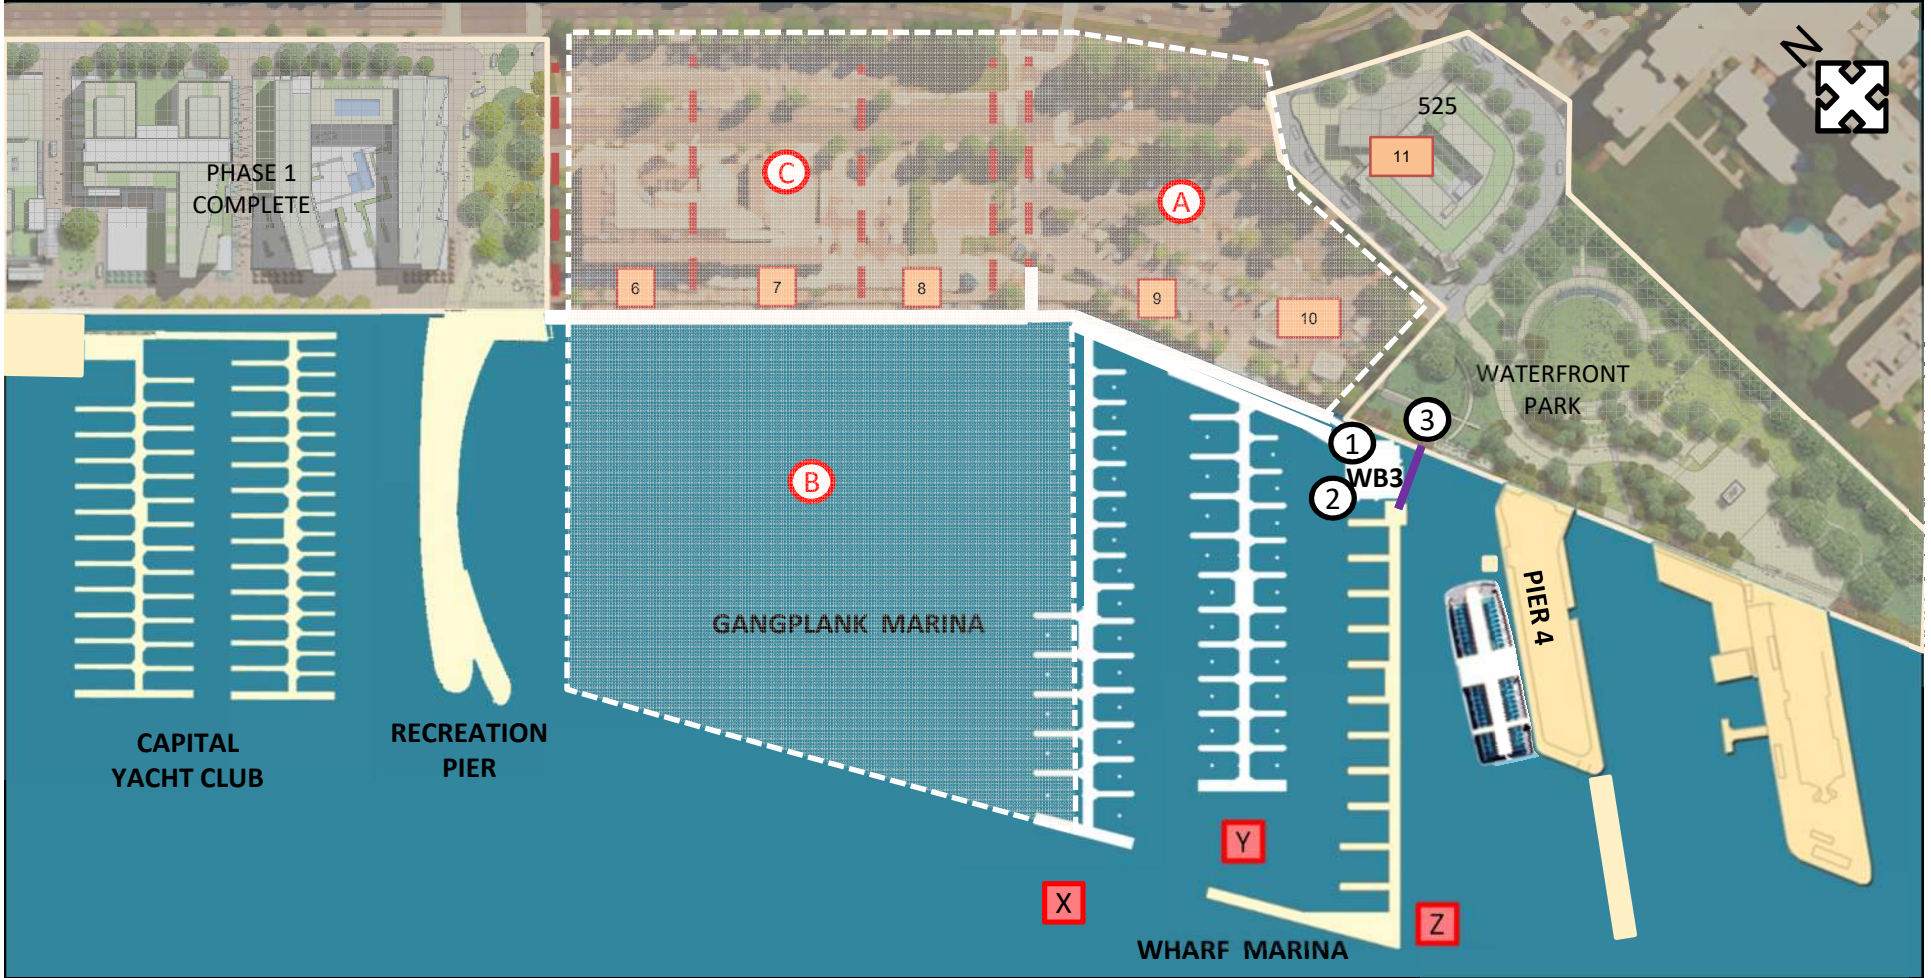 N
525
11
PHASE 1
COMPLETE
C
A
6
7
8
9
10
WATERFRONT
PARK
3
1
WB3
2
B
GANGPLANK MARINA
PIER 4
CAPITAL
YACHT CLUB
RECREATION
PIER
Y
X
Z
WHARF MARINA